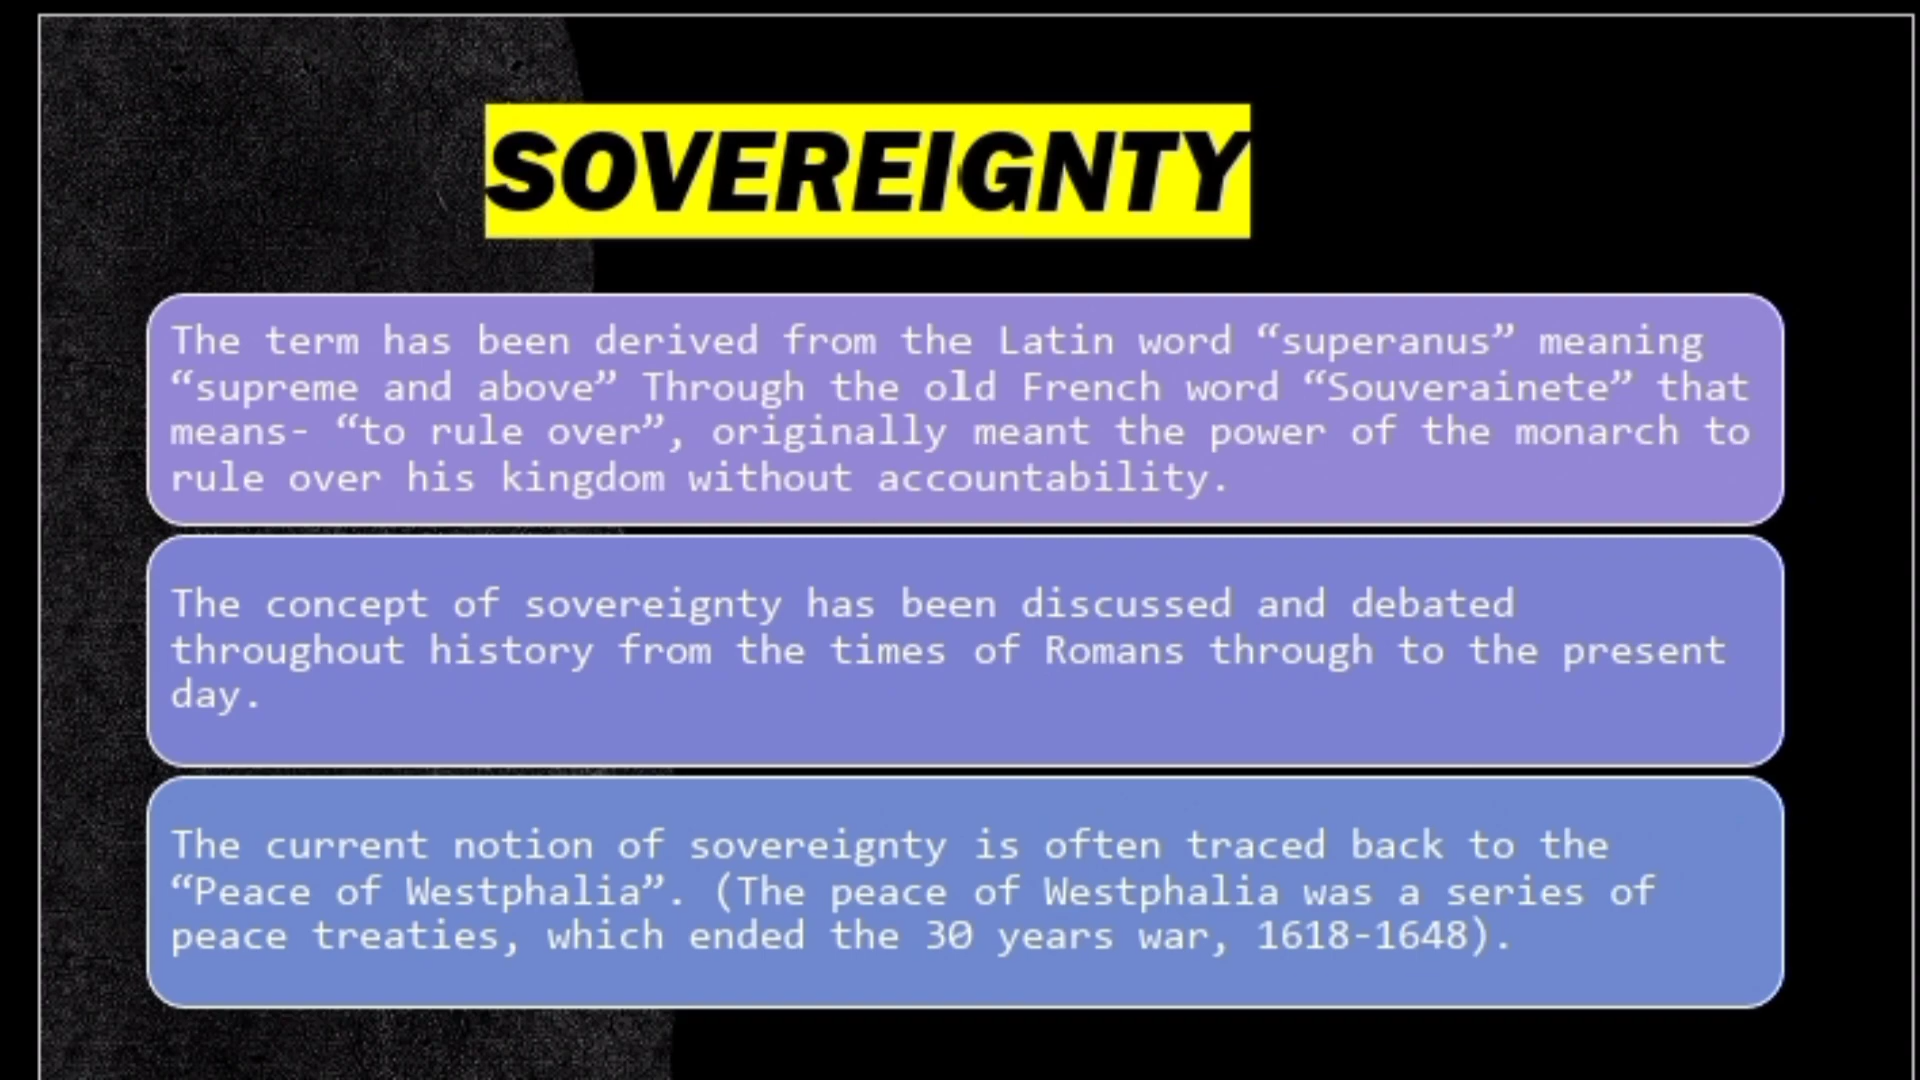 SOVEREIGNTY
The term has been derived from the Latin word “superanus” meaning
“supreme and above” Through the old French word “Souverainete” that
means- “to rule over”, originally meant the power of the monarch to
rule over his kingdom without accountability.
The concept of sovereignty has been discussed and debated
throughout history from the times of Romans through to the present
day.
The current notion of sovereignty is often traced back to the
“Peace of Westphalia”. (The peace of Westphalia was a series of
peace treaties, which ended the 30 years war, 1618-1648).